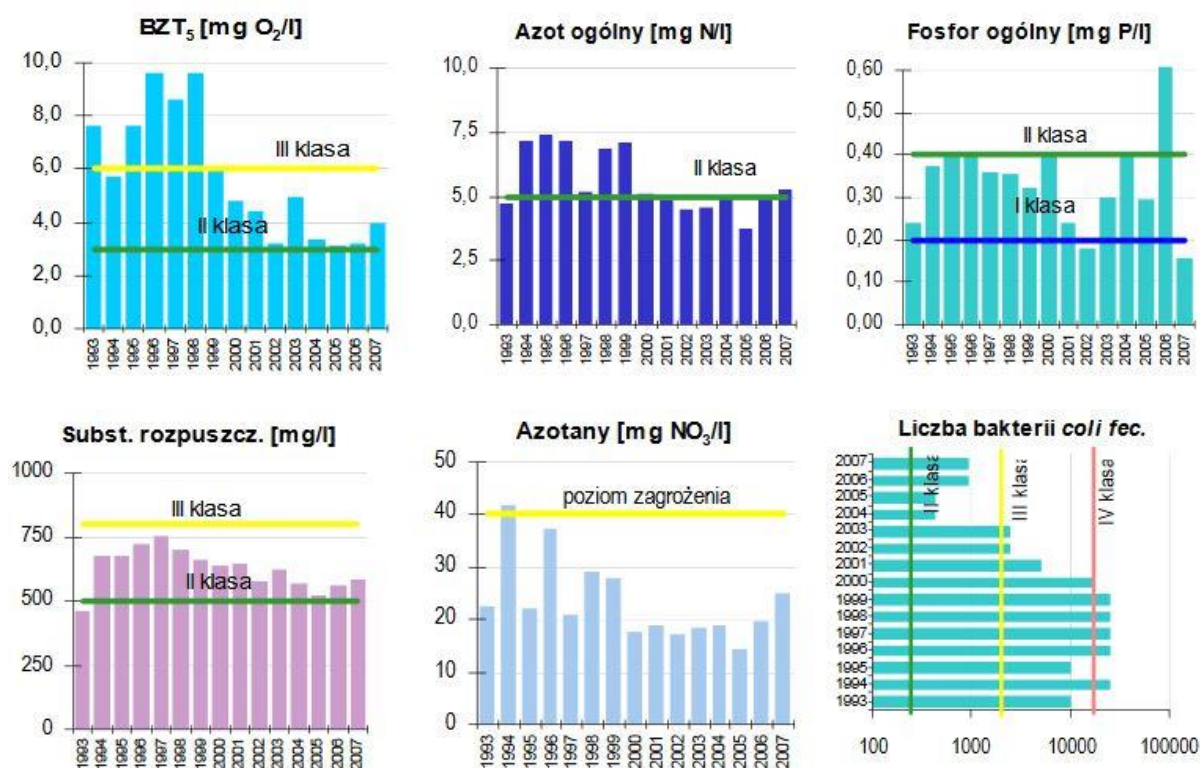 BZT₅ [mg O₂/l]
10,0
8,0
6,0
4,0
2,0
0,0
III klasa
II klasa
1993 1994 1995 1996 1997 1998 1999 2000 2001 2002 2003 2004 2005 2006 2007
Azot ogólny [mg N/l]
10,0
7,5
5,0
2,5
0,0
II klasa
1993 1994 1995 1996 1997 1998 1999 2000 2001 2002 2003 2004 2005 2006 2007
Fosfor ogólny [mg P/l]
0,60
0,50
0,40
0,30
0,20
0,10
0,00
II klasa
I klasa
1993 1994 1995 1996 1997 1998 1999 2000 2001 2002 2003 2004 2005 2006 2007
Subst. rozpuszcz. [mg/l]
1000
750
500
250
0
III klasa
II klasa
1993 1994 1995 1996 1997 1998 1999 2000 2001 2002 2003 2004 2005 2006 2007
Azotany [mg NO₃/l]
50
40
30
20
10
0
poziom zagrożenia
1993 1994 1995 1996 1997 1998 1999 2000 2001 2002 2003 2004 2005 2006 2007
Liczba bakterii coli fec.
2007
2006
2005
2004
2003
2002
2001
2000
1999
1998
1997
1996
1995
1994
1993
II klasa
III klasa
IV klasa
100 1000 10000 100000